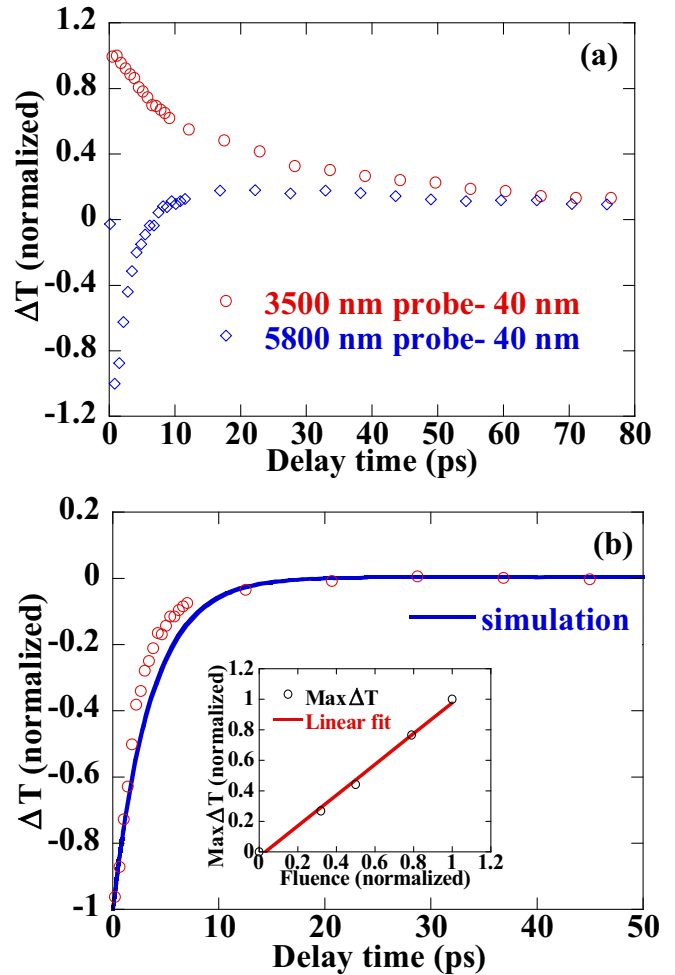 1.2
(a)
0.8
0.4
0
-0.4
-0.8
-1.2
ΔT (normalized)
3500 nm probe- 40 nm
5800 nm probe- 40 nm
0 10 20 30 40 50 60 70 80
Delay time (ps)
0.2
(b)
0
-0.2
-0.4
-0.6
-0.8
-1
ΔT (normalized)
simulation
1.2
1
0.8
0.6
0.4
0.2
0
Max ΔT (normalized)
Max ΔT
Linear fit
0 0.2 0.4 0.6 0.8 1 1.2
Fluence (normalized)
0 10 20 30 40 50
Delay time (ps)